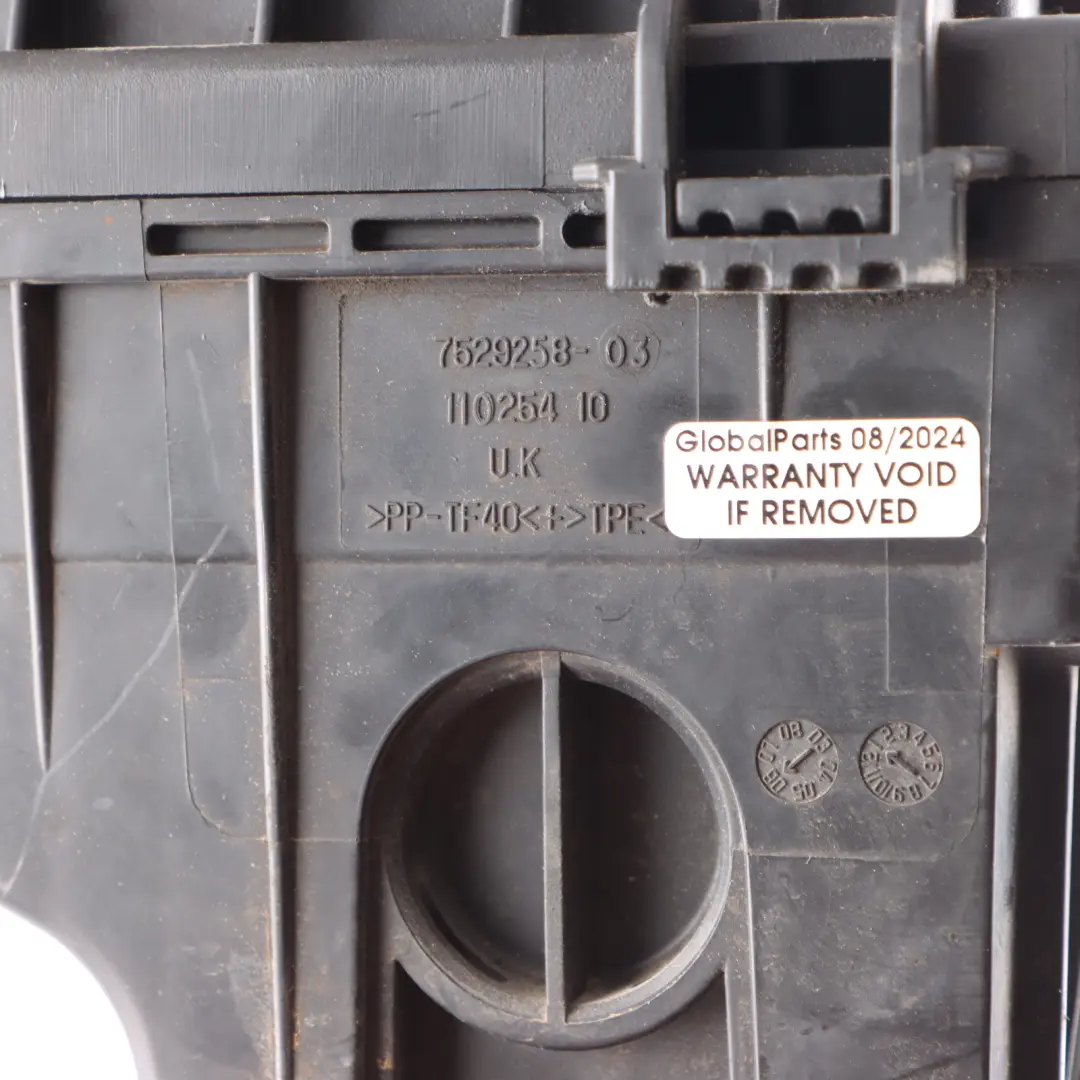 7529258-03
110254 10
U.K
>PP-TF40<+>TPE<
GlobalParts 08/2024
WARRANTY VOID
IF REMOVED